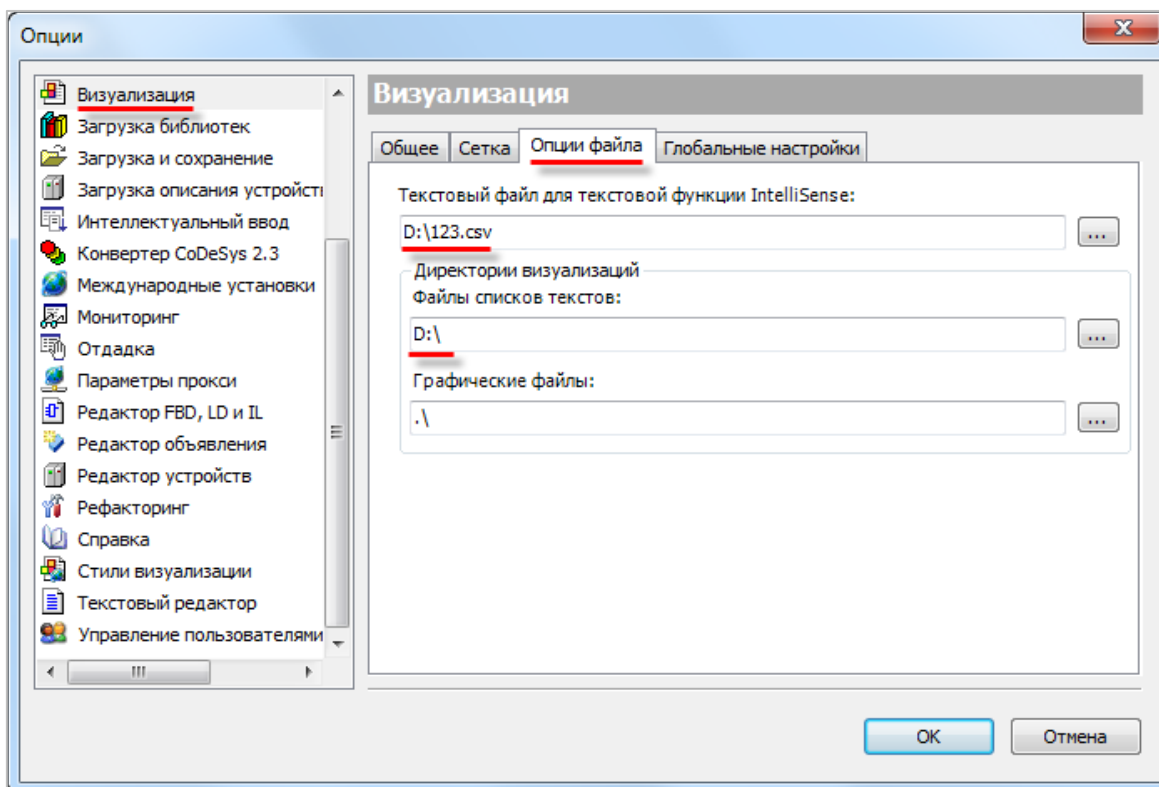 Опции
Визуализация
Загрузка библиотек
Загрузка и сохранение
Загрузка описания устройсті
Интеллектуальный ввод
Конвертер CoDeSys 2.3
Международные установки
Мониторинг
Отдадка
Параметры прокси
Редактор FBD, LD и IL
Редактор объявления
Редактор устройств
Рефакторинг
Справка
Стили визуализации
Текстовый редактор
Управление пользователями
Визуализация
Общее Сетка Опции файла Глобальные настройки
Текстовый файл для текстовой функции IntelliSense:
D:\123.csv
...
Директории визуализаций
Файлы списков текстов:
D:\
...
Графические файлы:
.\
...
OK Отмена